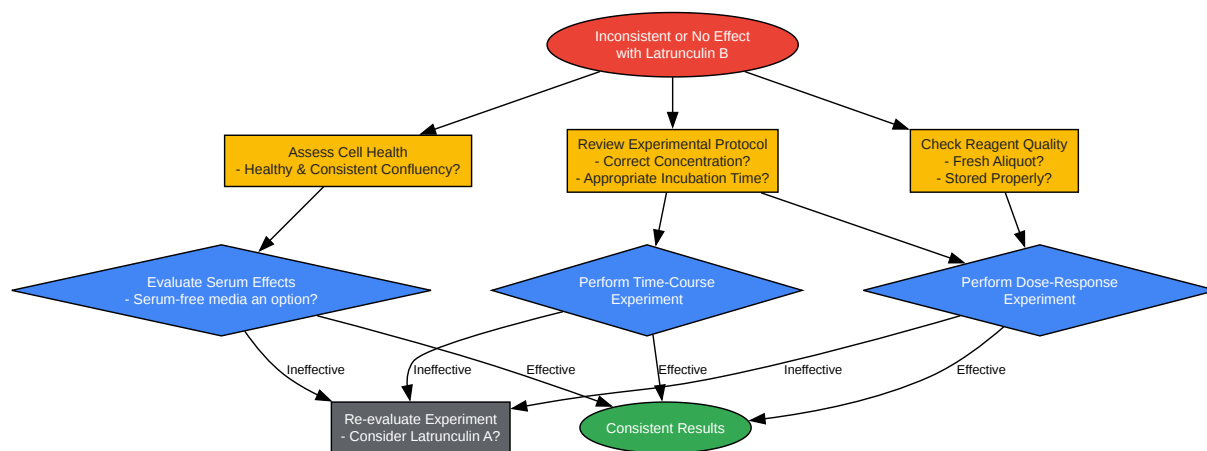 Inconsistent or No Effect
with Latrunculin B
Assess Cell Health
- Healthy & Consistent Confluency?
Review Experimental Protocol
- Correct Concentration?
- Appropriate Incubation Time?
Check Reagent Quality
- Fresh Aliquot?
- Stored Properly?
Evaluate Serum Effects
- Serum-free media an option?
Perform Time-Course
Experiment
Perform Dose-Response
Experiment
Ineffective
Ineffective
Effective
Effective
Ineffective
Effective
Re-evaluate Experiment
- Consider Latrunculin A?
Consistent Results